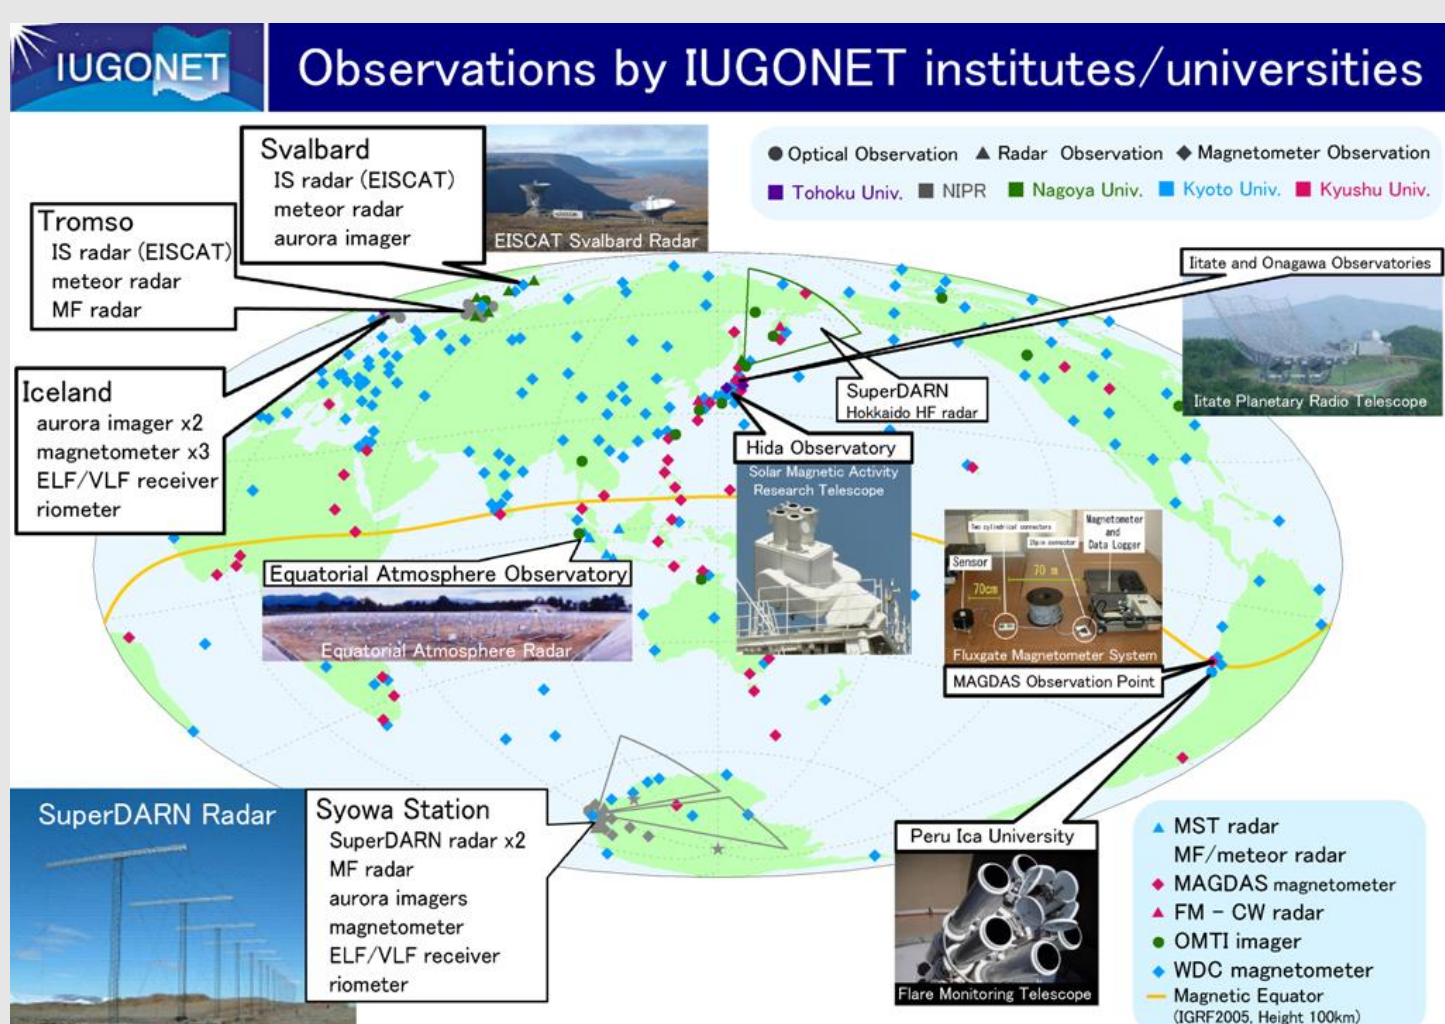 IUGONET
Observations by IUGONET institutes/universities
Svalbard
IS radar (EISCAT)
meteor radar
aurora imager
EISCAT Svalbard Radar
● Optical Observation ▲ Radar Observation ◆ Magnetometer Observation
■ Tohoku Univ. ■ NIPR ■ Nagoya Univ. ■ Kyoto Univ. ■ Kyushu Univ.
Tromso
IS radar (EISCAT)
meteor radar
MF radar
Iitate and Onagawa Observatories
Iitate Planetary Radio Telescope
Iceland
aurora imager x2
magnetometer x3
ELF/VLF receiver
riometer
SuperDARN
Hokkaido HF radar
Hida Observatory
Solar Magnetic Activity
Research Telescope
Equatorial Atmosphere Observatory
Equatorial Atmosphere Radar
Two cylindrical connectors
25pin connector
Magnetometer
and
Data Logger
Sensor
70 m
70cm
Fluxgate Magnetometer System
MAGDAS Observation Point
SuperDARN Radar
Syowa Station
SuperDARN radar x2
MF radar
aurora imagers
magnetometer
ELF/VLF receiver
riometer
Peru Ica University
Flare Monitoring Telescope
MST radar
MF/meteor radar
MAGDAS magnetometer
FM - CW radar
OMTI imager
WDC magnetometer
Magnetic Equator
(IGRF2005, Height 100km)